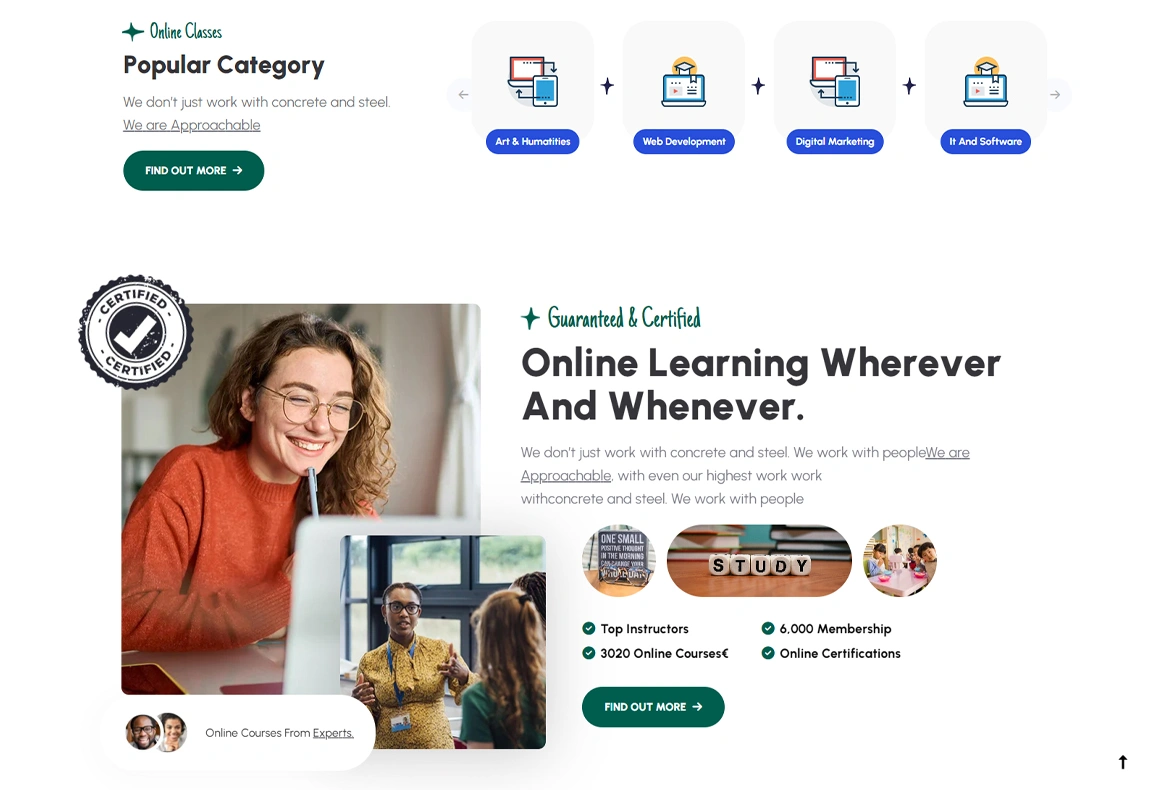 Online Classes
Popular Category
We don't just work with concrete and steel.
We are Approachable
FIND OUT MORE →
Art & Humatities
Web Development
Digital Marketing
It And Software
CERTIFIED
CERTIFIED
Guaranteed & Certified
Online Learning Wherever
And Whenever.
We don't just work with concrete and steel. We work with peopleWe are
Approachable, with even our highest work work
withconcrete and steel. We work with people
ONE SMALL
POSITIVE THOUGHT
IN THE MORNING
CAN CHANGE YOUR
WHOLE DAY
STUDY
Top Instructors
6,000 Membership
3020 Online Courses€
Online Certifications
FIND OUT MORE →
Online Courses From Experts.